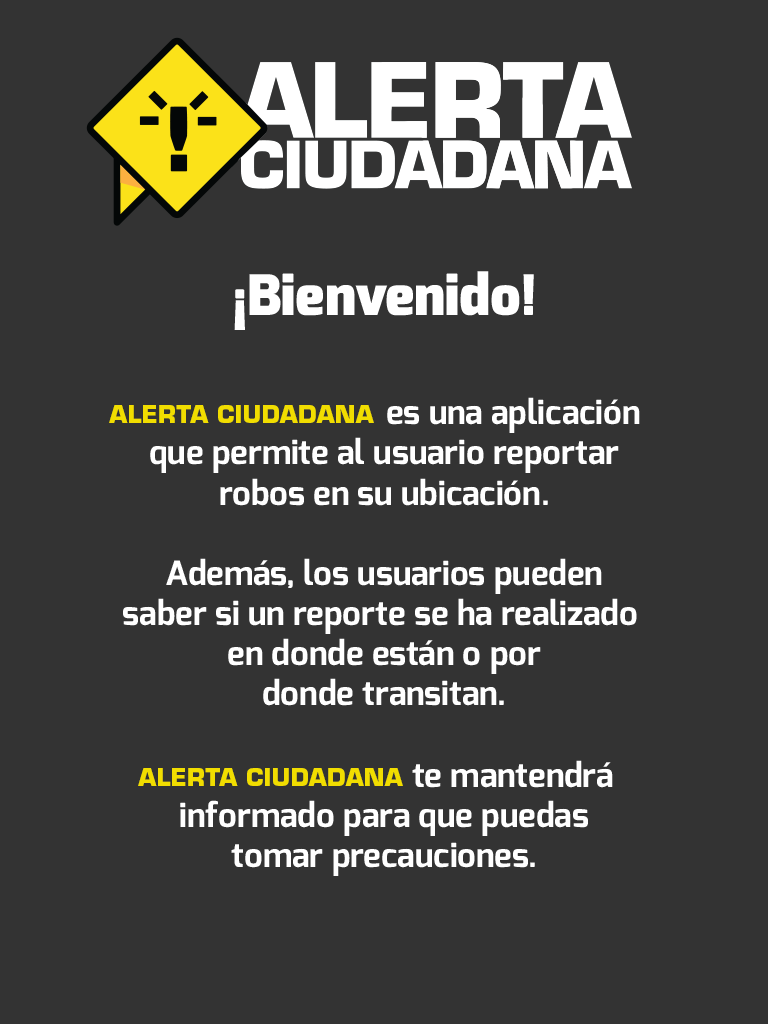 ALERTA
CIUDADANA
¡Bienvenido!
ALERTA CIUDADANA es una aplicación
que permite al usuario reportar
robos en su ubicación.
Además, los usuarios pueden
saber si un reporte se ha realizado
en donde están o por
donde transitan.
ALERTA CIUDADANA te mantendrá
informado para que puedas
tomar precauciones.